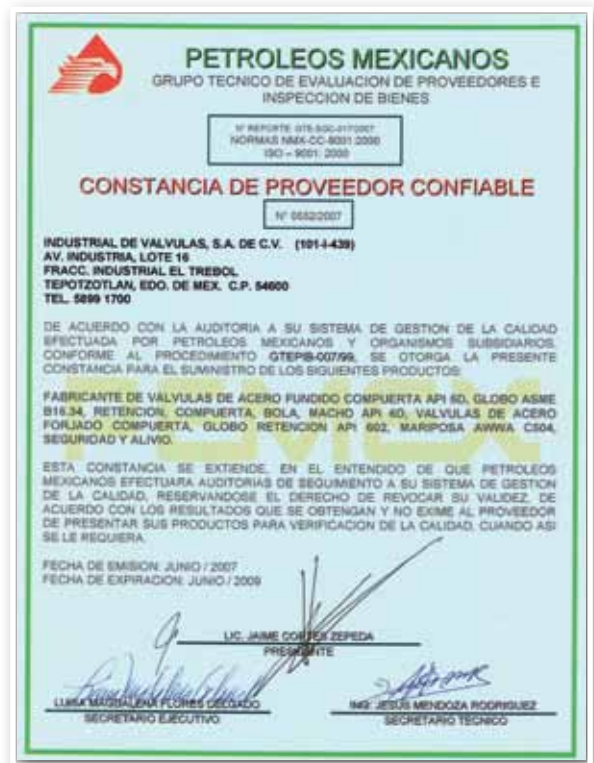 PETROLEOS MEXICANOS
GRUPO TECNICO DE EVALUACION DE PROVEEDORES E
INSPECCION DE BIENES
N° REPORTE: GTE-SGC-017/2007
NORMAS NMX-CC-9001:2000
ISO – 9001: 2000
CONSTANCIA DE PROVEEDOR CONFIABLE
N° 0552/2007
INDUSTRIAL DE VALVULAS, S.A. DE C.V. (101-I-439)
AV. INDUSTRIA, LOTE 16
FRACC. INDUSTRIAL EL TREBOL
TEPOTZOTLAN, EDO. DE MEX. C.P. 54600
TEL. 5899 1700
DE ACUERDO CON LA AUDITORIA A SU SISTEMA DE GESTION DE LA CALIDAD
EFECTUADA POR PETROLEOS MEXICANOS Y ORGANISMOS SUBSIDIARIOS,
CONFORME AL PROCEDIMIENTO GTEPIB-007/99, SE OTORGA LA PRESENTE
CONSTANCIA PARA EL SUMINISTRO DE LOS SIGUIENTES PRODUCTOS:
PEMEX
FABRICANTE DE VALVULAS DE ACERO FUNDIDO COMPUERTA API 6D, GLOBO ASME
B16.34, RETENCION, COMPUERTA, BOLA, MACHO API 6D, VALVULAS DE ACERO
FORJADO COMPUERTA, GLOBO RETENCION API 602, MARIPOSA AWWA C504,
SEGURIDAD Y ALIVIO.
ESTA CONSTANCIA SE EXTIENDE, EN EL ENTENDIDO DE QUE PETROLEOS
MEXICANOS EFECTUARA AUDITORIAS DE SEGUIMIENTO A SU SISTEMA DE GESTION
DE LA CALIDAD, RESERVANDOSE EL DERECHO DE REVOCAR SU VALIDEZ, DE
ACUERDO CON LOS RESULTADOS QUE SE OBTENGAN Y NO EXIME AL PROVEEDOR
DE PRESENTAR SUS PRODUCTOS PARA VERIFICACION DE LA CALIDAD, CUANDO ASI
SE LE REQUIERA.
FECHA DE EMISION: JUNIO / 2007
FECHA DE EXPIRACION: JUNIO / 2009
LIC. JAIME CORTES ZEPEDA
PRESIDENTE
LUISA MAGDALENA FLORES DELGADO
SECRETARIO EJECUTIVO
ING. JESUS MENDOZA RODRIGUEZ
SECRETARIO TECNICO